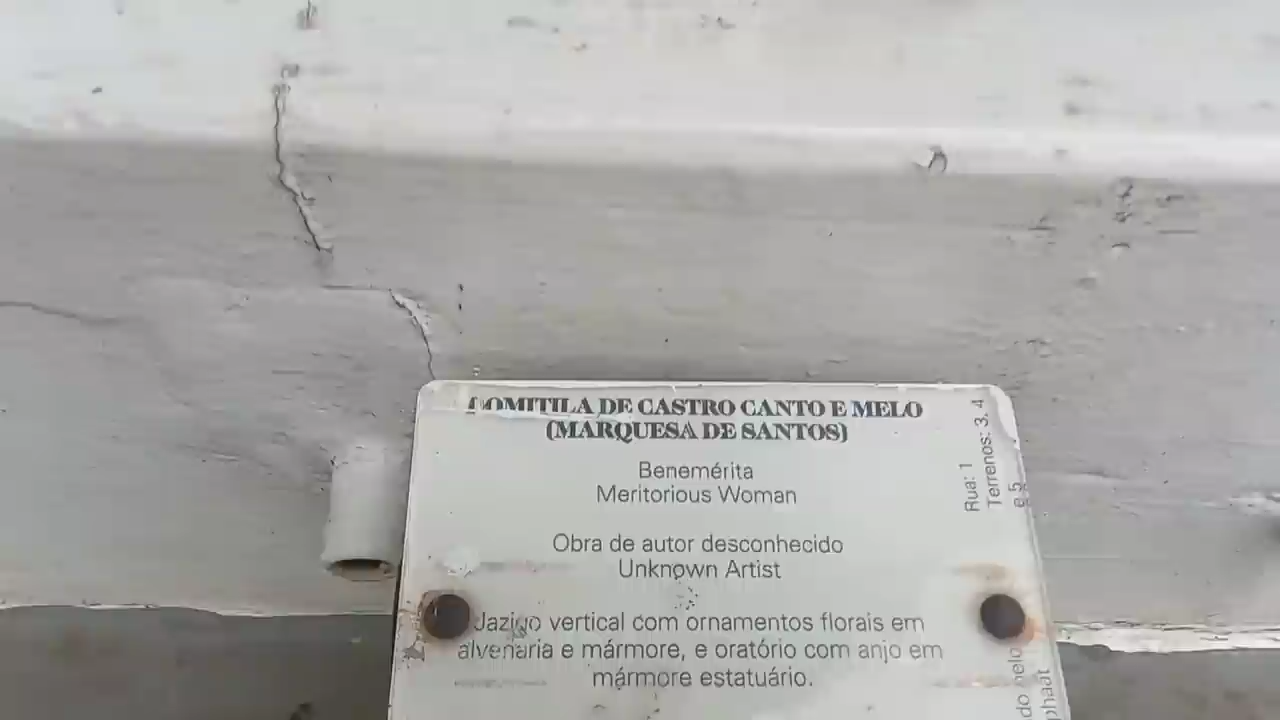 DOMITILA DE CASTRO CANTO E MELO
(MARQUESA DE SANTOS)
Benemérita
Meritorious Woman
Obra de autor desconhecido
Unknown Artist
Jazigo vertical com ornamentos florais em
alvenaria e mármore, e oratório com anjo em
mármore estatuário.
Rua: 1
Terrenos: 3, 4
e 5